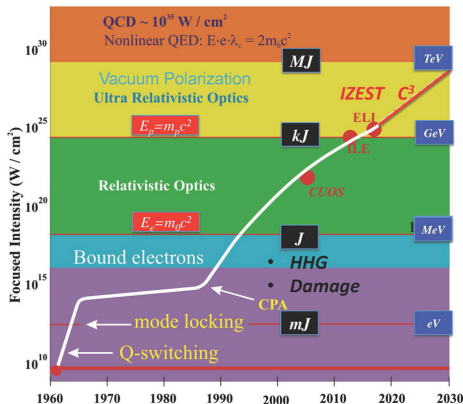 QCD ~ 10³⁵ W / cm²
Nonlinear QED: E·e·λc = 2m₀c²
10³⁰
MJ
TeV
Vacuum Polarization
IZEST C³
Ultra Relativistic Optics
ELI
10²⁵
Eₚ=mₚc²
kJ
GeV
ILE
Relativistic Optics
CUOS
10²⁰
Eₑ=m₀c²
J
1
MeV
Bound electrons
• HHG
10¹⁵
• Damage
CPA
mode locking
mJ
eV
Q-switching
10¹⁰
Focused Intensity (W / cm²)
1960 1970 1980 1990 2000 2010 2020 2030